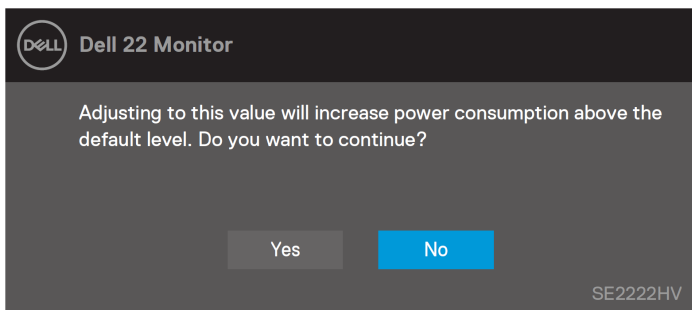 DELL
Dell 22 Monitor
Adjusting to this value will increase power consumption above the
default level. Do you want to continue?
Yes
No
SE2222HV